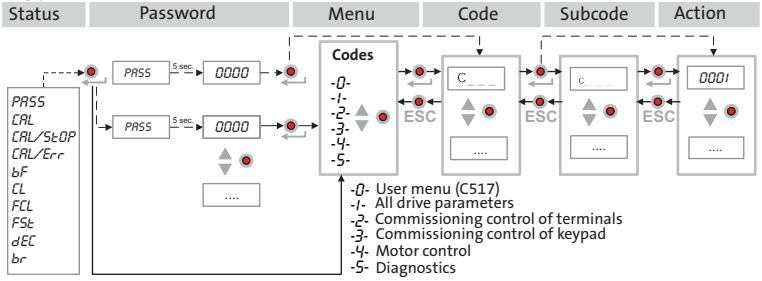 Status Password Menu Code Subcode Action
PASS 5 sec. 0000
PASS 5 sec. 0000
....
PASS
CAL
CAL/StOP
CAL/Err
bF
CL
FCL
FSt
dEC
br
Codes
-0-
-1-
-2-
-3-
-4-
-5-
C_ _ _
ESC
....
c_ _ _
ESC
....
0001
ESC
....
-0- User menu (C517)
-1- All drive parameters
-2- Commissioning control of terminals
-3- Commissioning control of keypad
-4- Motor control
-5- Diagnostics